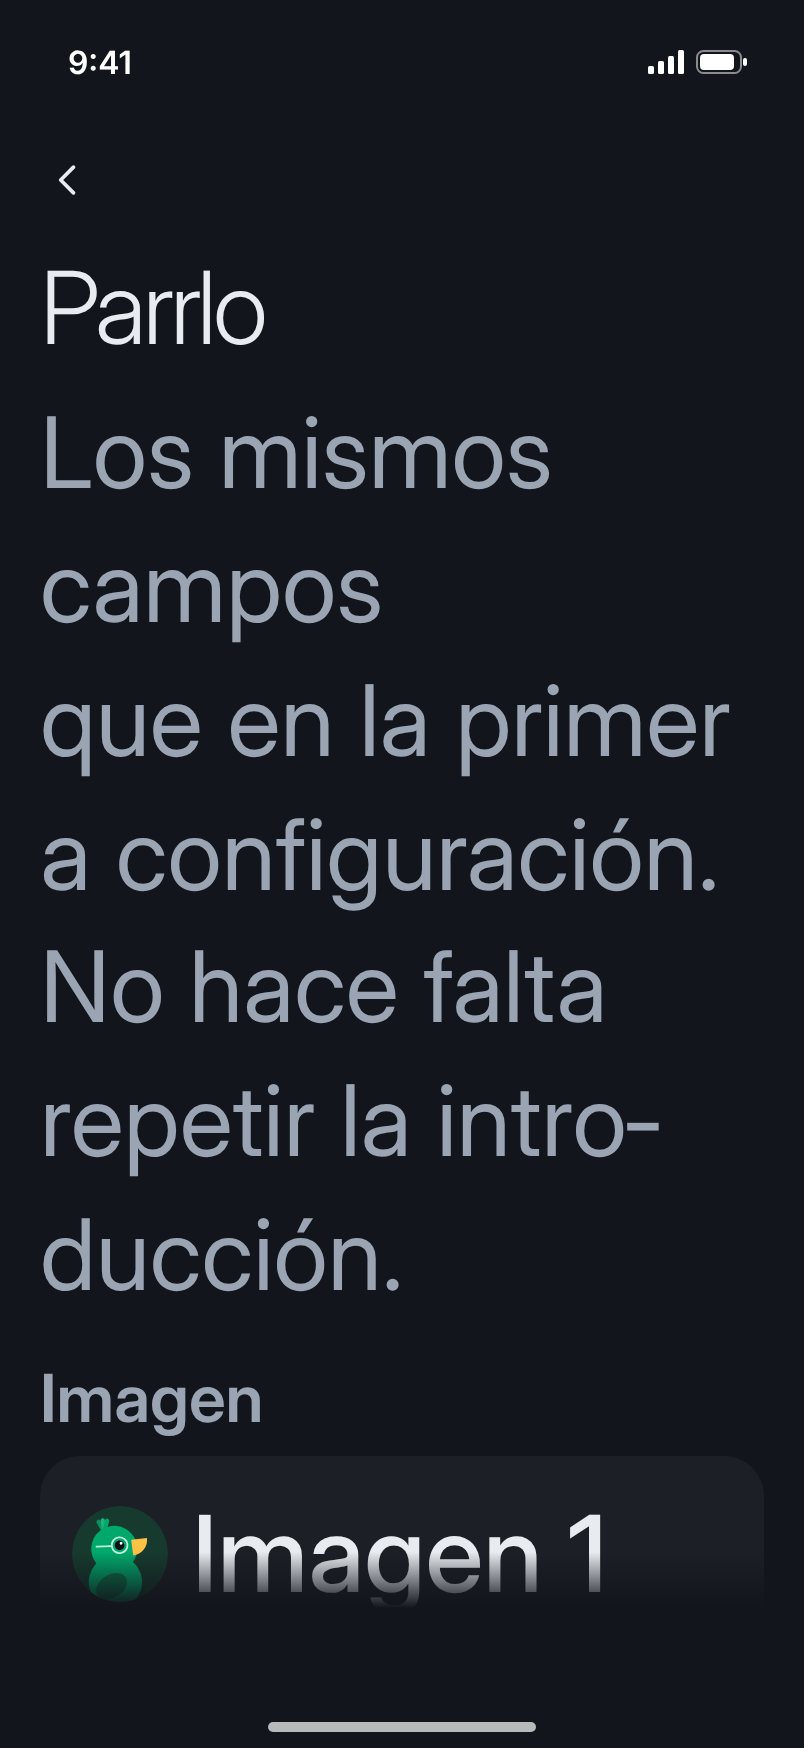 9:41
Parrlo
Los mismos
campos
que en la primer
a configuración.
No hace falta
repetir la intro-
ducción.
Imagen
Imagen 1